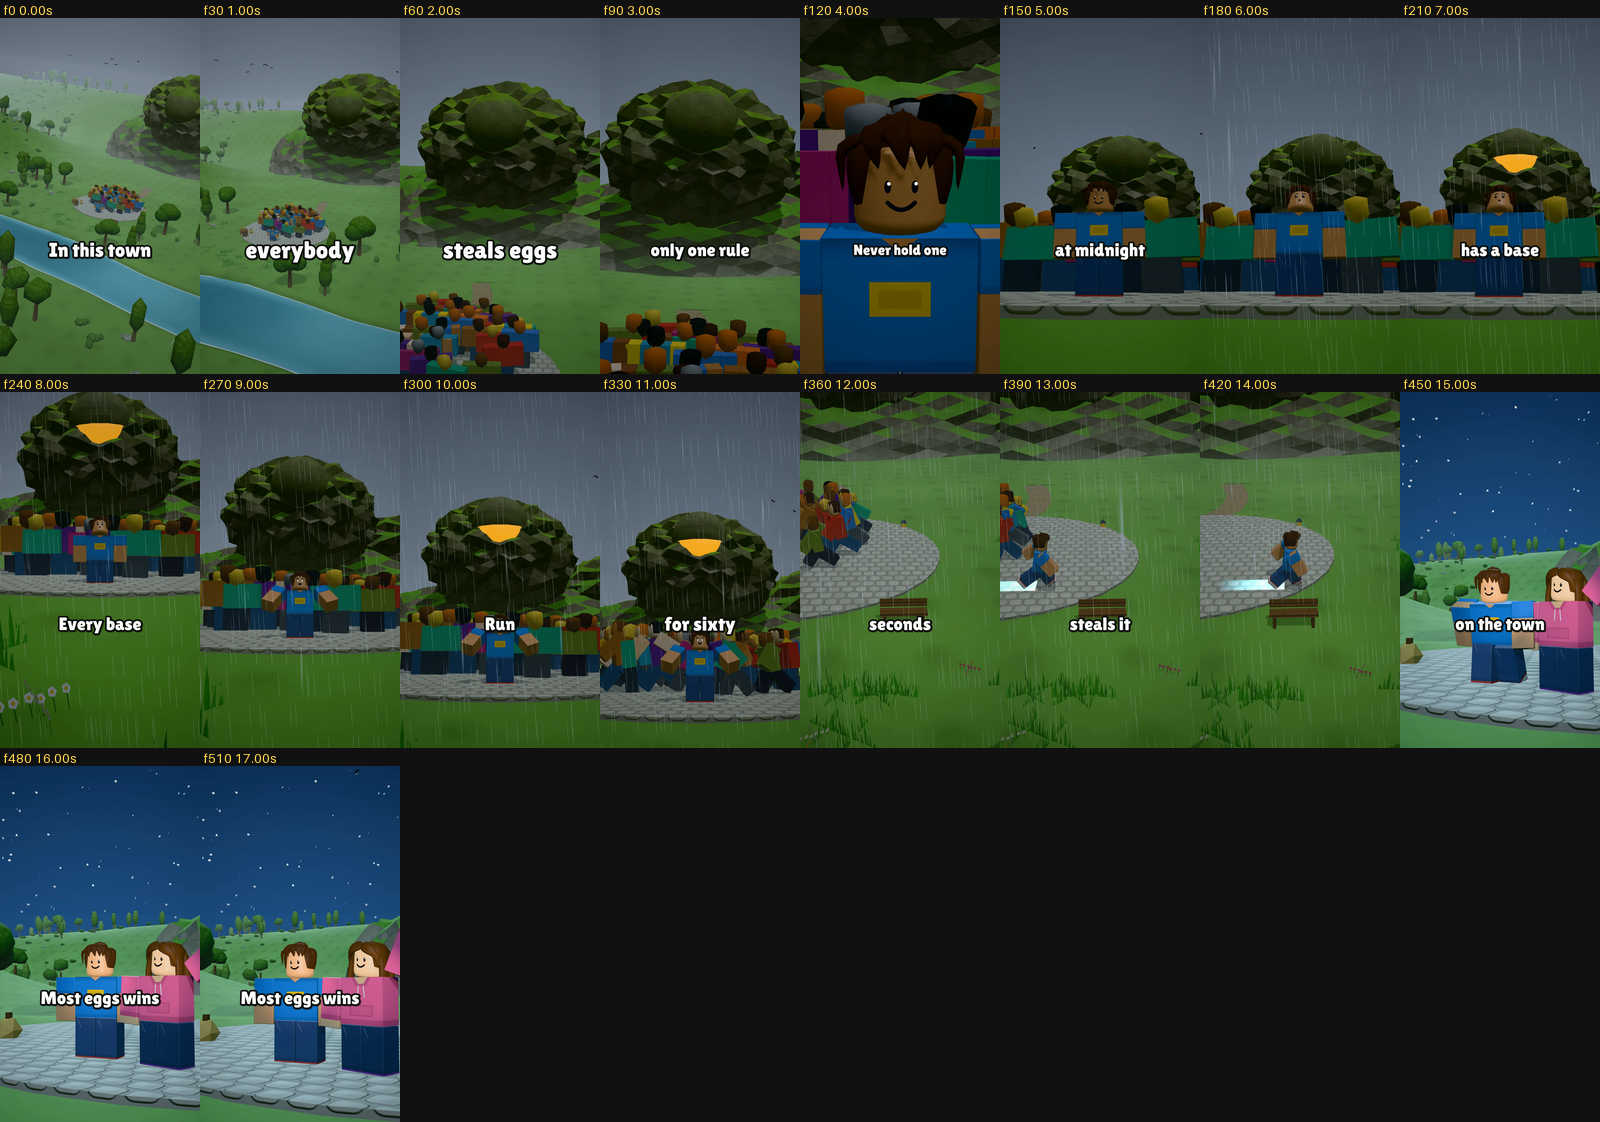 f0 0.00s
f30 1.00s
f60 2.00s
f90 3.00s
f120 4.00s
f150 5.00s
f180 6.00s
f210 7.00s
In this town
everybody
steals eggs
only one rule
Never hold one
at midnight
has a base
f240 8.00s
f270 9.00s
f300 10.00s
f330 11.00s
f360 12.00s
f390 13.00s
f420 14.00s
f450 15.00s
Every base
Run
for sixty
seconds
steals it
on the town
f480 16.00s
f510 17.00s
Most eggs wins
Most eggs wins